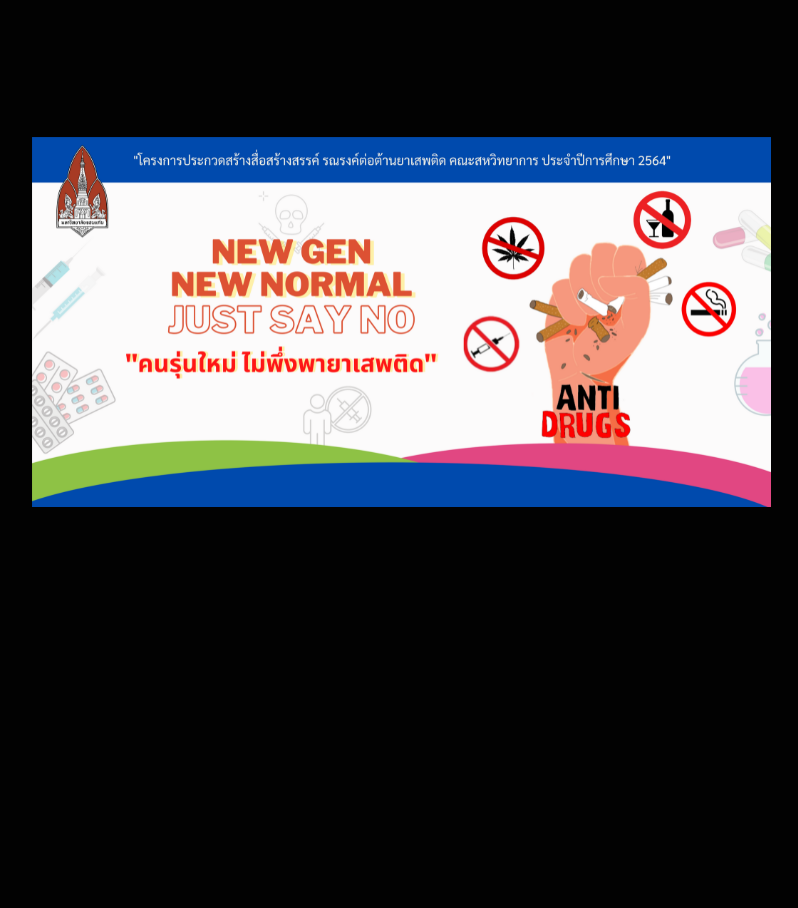 "โครงการประกวดสร้างสื่อสร้างสรรค์ รณรงค์ต่อต้านยาเสพติด คณะสหวิทยาการ ประจำปีการศึกษา 2564"
NEW GEN
NEW NORMAL
JUST SAY NO
"คนรุ่นใหม่ ไม่พึ่งพายาเสพติด"
ANTI
DRUGS